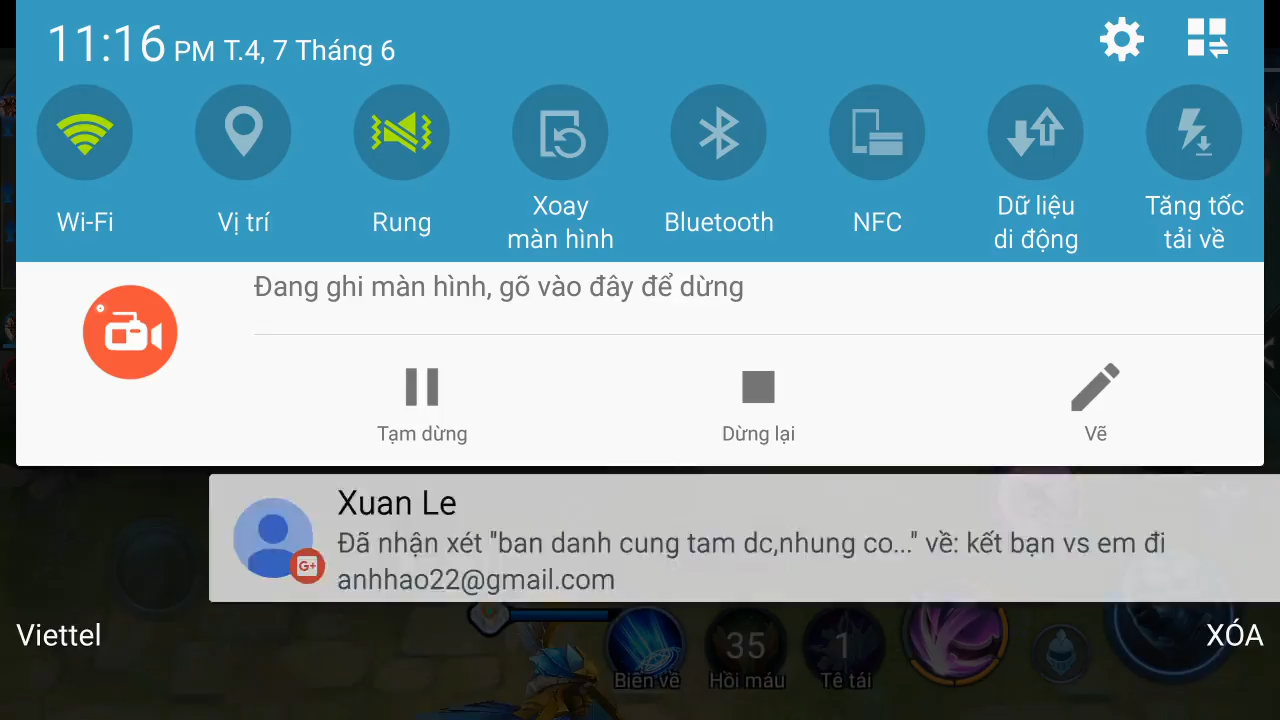 11:16 PM T.4, 7 Tháng 6
Wi-Fi
Vị trí
Rung
Xoay
màn hình
Bluetooth
NFC
Dữ liệu
di động
Tăng tốc
tải về
Đang ghi màn hình, gõ vào đây để dừng
Tạm dừng
Dừng lại
Vẽ
Xuan Le
Đã nhận xét "ban danh cung tam dc,nhung co..." về: kết bạn vs em đi
anhhao22@gmail.com
G+
Viettel
XÓA
35
1
Biến về
Hồi máu
Tê tái